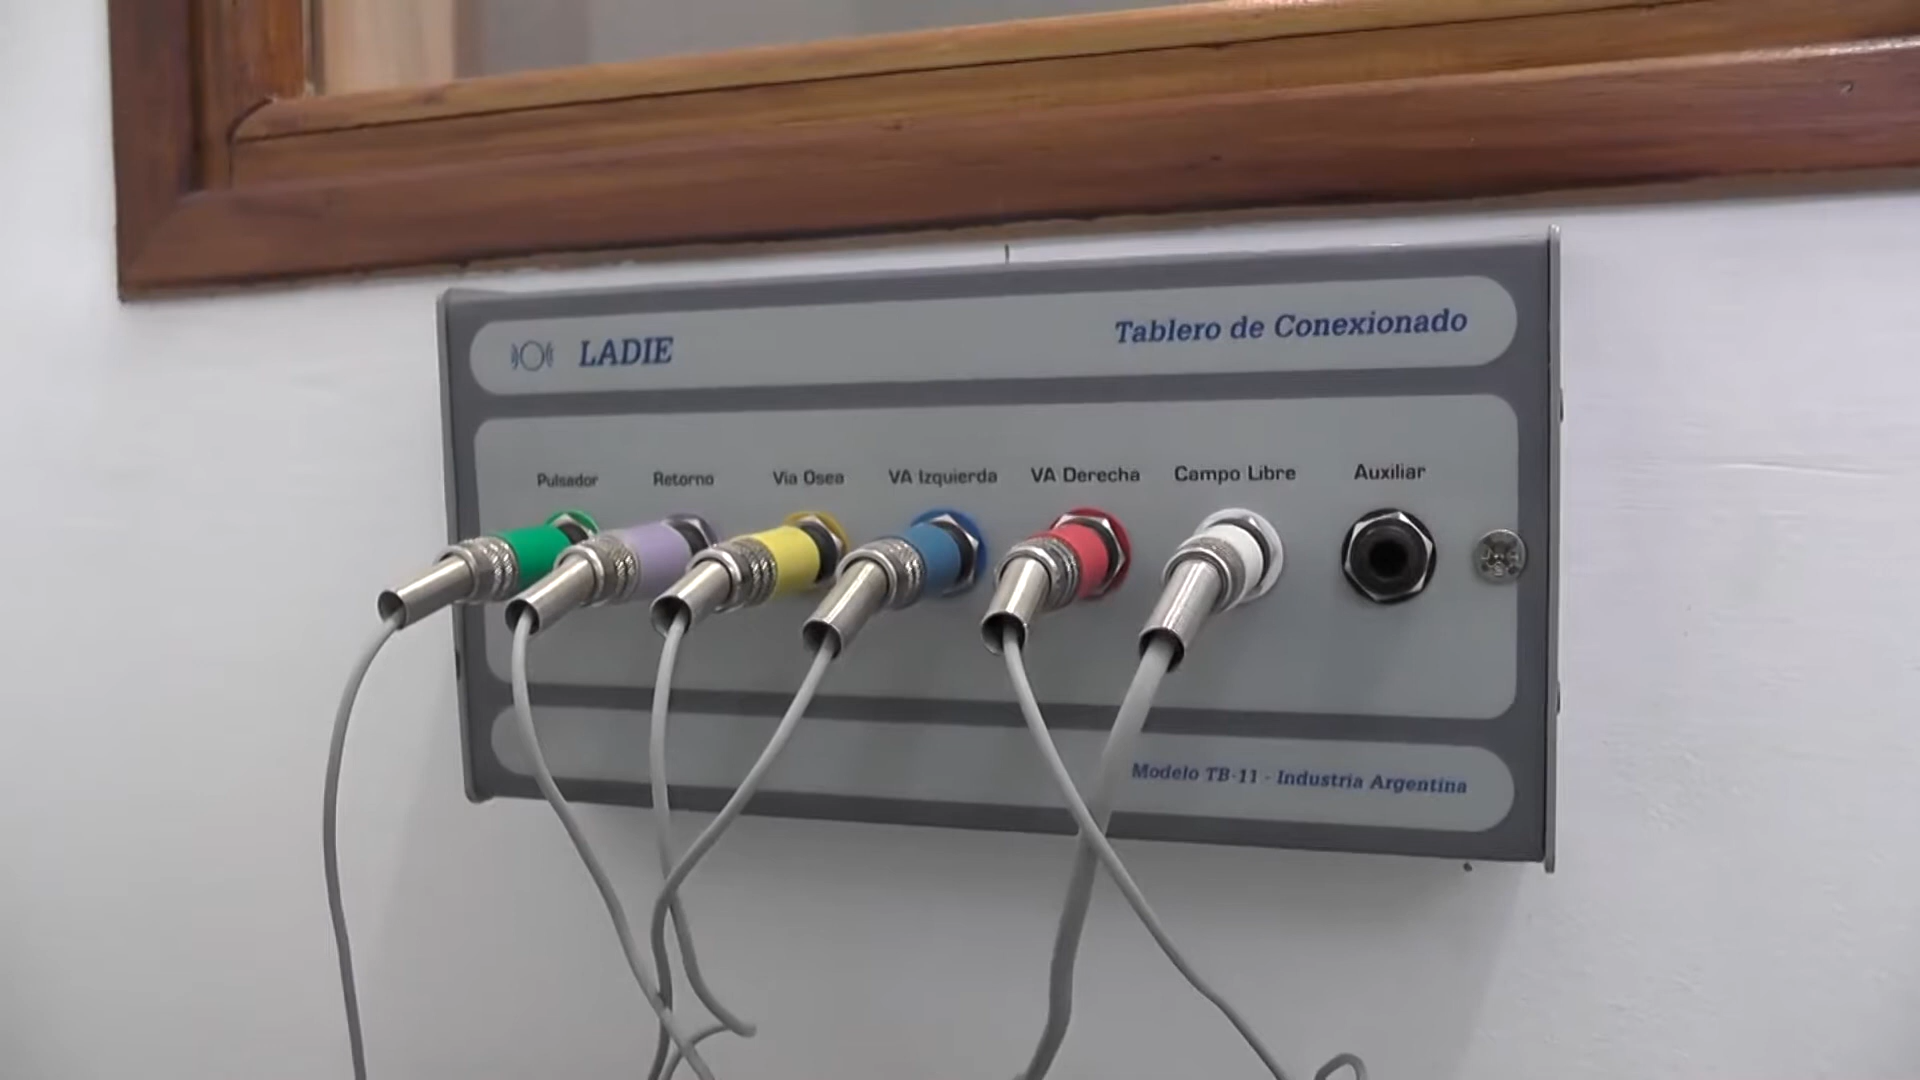 LADIE
Tablero de Conexionado
Pulsador
Retorno
Via Osea
VA Izquierda
VA Derecha
Campo Libre
Auxiliar
Modelo TB-11 - Industria Argentina